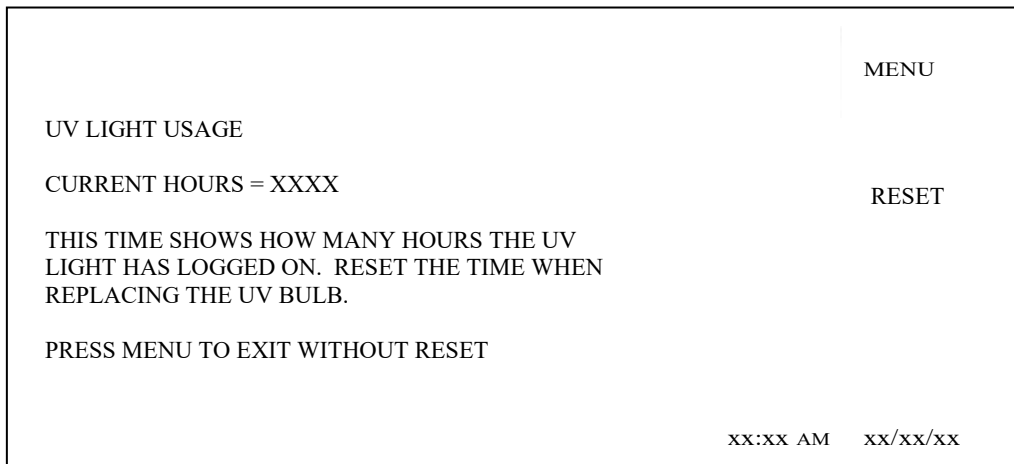 MENU
UV LIGHT USAGE
CURRENT HOURS = XXXX
RESET
THIS TIME SHOWS HOW MANY HOURS THE UV
LIGHT HAS LOGGED ON.  RESET THE TIME WHEN
REPLACING THE UV BULB.
PRESS MENU TO EXIT WITHOUT RESET
xx:xx AM xx/xx/xx